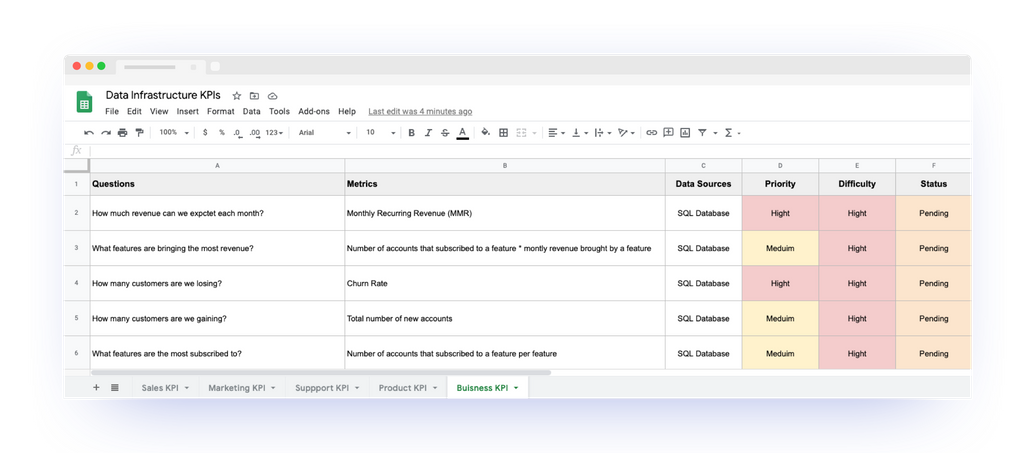 Data Infrastructure KPIs
File Edit View Insert Format Data Tools Add-ons Help Last edit was 4 minutes ago
100% $ % .0 .00 123 Arial 10 B I S A
fx
A B C D E F
1 Questions Metrics Data Sources Priority Difficulty Status
2 How much revenue can we expctet each month? Monthly Recurring Revenue (MMR) SQL Database Hight Hight Pending
3 What features are bringing the most revenue? Number of accounts that subscribed to a feature * montly revenue brought by a feature SQL Database Meduim Hight Pending
4 How many customers are we losing? Churn Rate SQL Database Hight Hight Pending
5 How many customers are we gaining? Total number of new accounts SQL Database Meduim Hight Pending
6 What features are the most subscribed to? Number of accounts that subscribed to a feature per feature SQL Database Meduim Hight Pending
+ Sales KPI Marketing KPI Suppport KPI Product KPI Buisness KPI